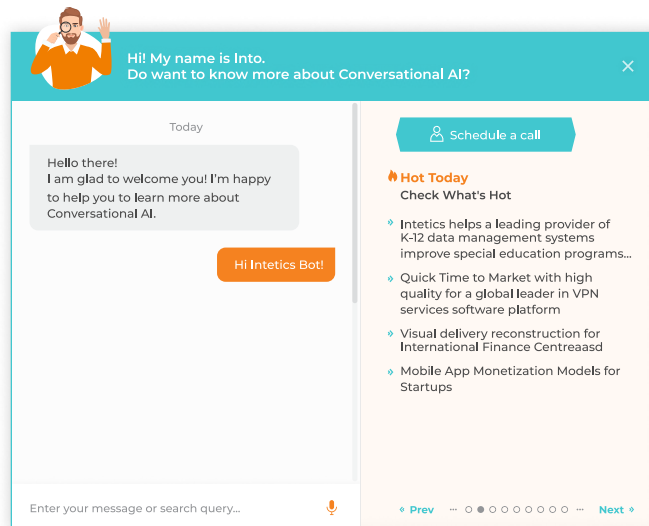 Hi! My name is Into.
Do want to know more about Conversational AI?
Today
Hello there!
I am glad to welcome you! I'm happy
to help you to learn more about
Conversational AI.
Hi Intetics Bot!
Enter your message or search query...
Schedule a call
Hot Today
Check What's Hot
Intetics helps a leading provider of
K-12 data management systems
improve special education programs...
Quick Time to Market with high
quality for a global leader in VPN
services software platform
Visual delivery reconstruction for
International Finance Centreaasd
Mobile App Monetization Models for
Startups
Prev ... ... Next